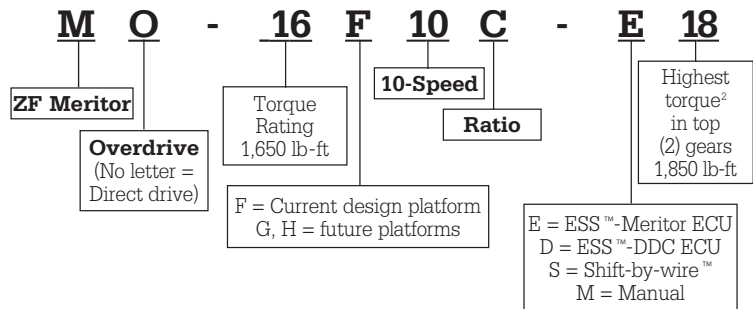 M O - 16 F 10 C - E 18
ZF Meritor
Overdrive
(No letter =
Direct drive)
Torque
Rating
1,650 lb-ft
10-Speed
Ratio
Highest
torque²
in top
(2) gears
1,850 lb-ft
F = Current design platform
G, H = future platforms
E = ESS™-Meritor ECU
D = ESS™-DDC ECU
S = Shift-by-wire™
M = Manual